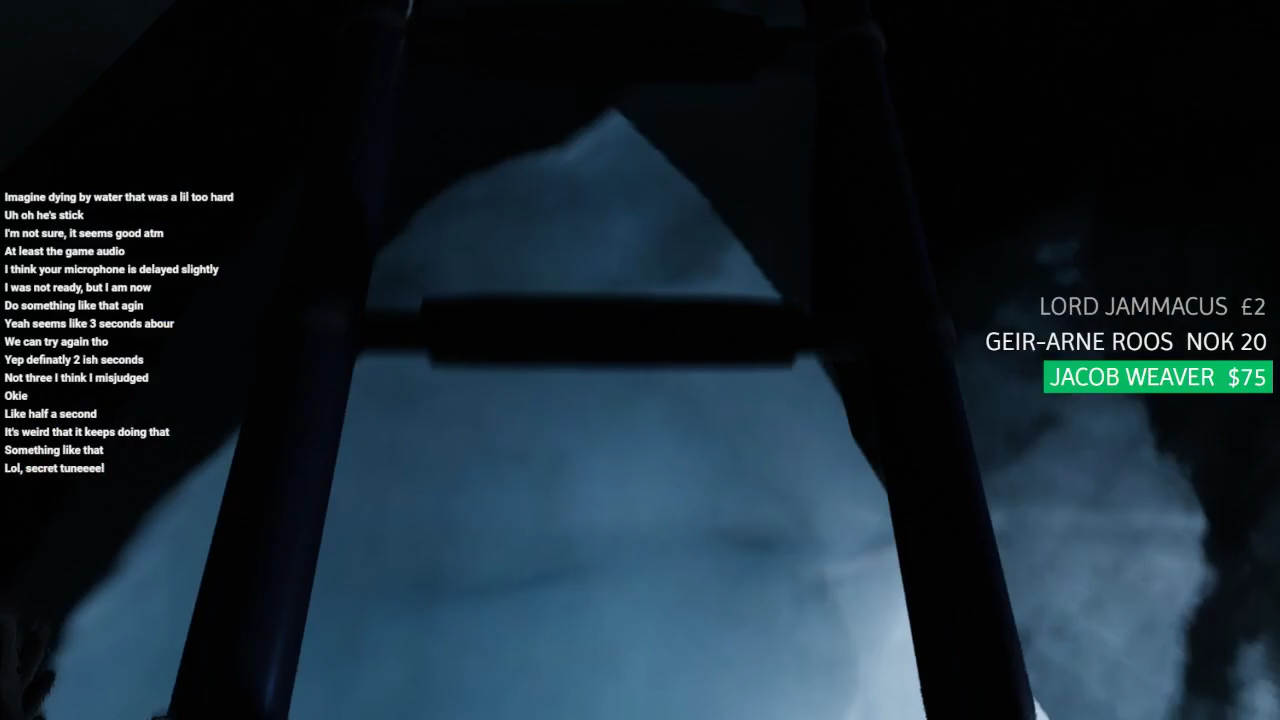 Imagine dying by water that was a lil too hard
Uh oh he's stick
I'm not sure, it seems good atm
At least the game audio
I think your microphone is delayed slightly
I was not ready, but I am now
Do something like that agin
Yeah seems like 3 seconds abour
We can try again tho
Yep definatly 2 ish seconds
Not three I think I misjudged
Okie
Like half a second
It's weird that it keeps doing that
Something like that
Lol, secret tuneeeel
LORD JAMMACUS £2
GEIR-ARNE ROOS NOK 20
JACOB WEAVER $75